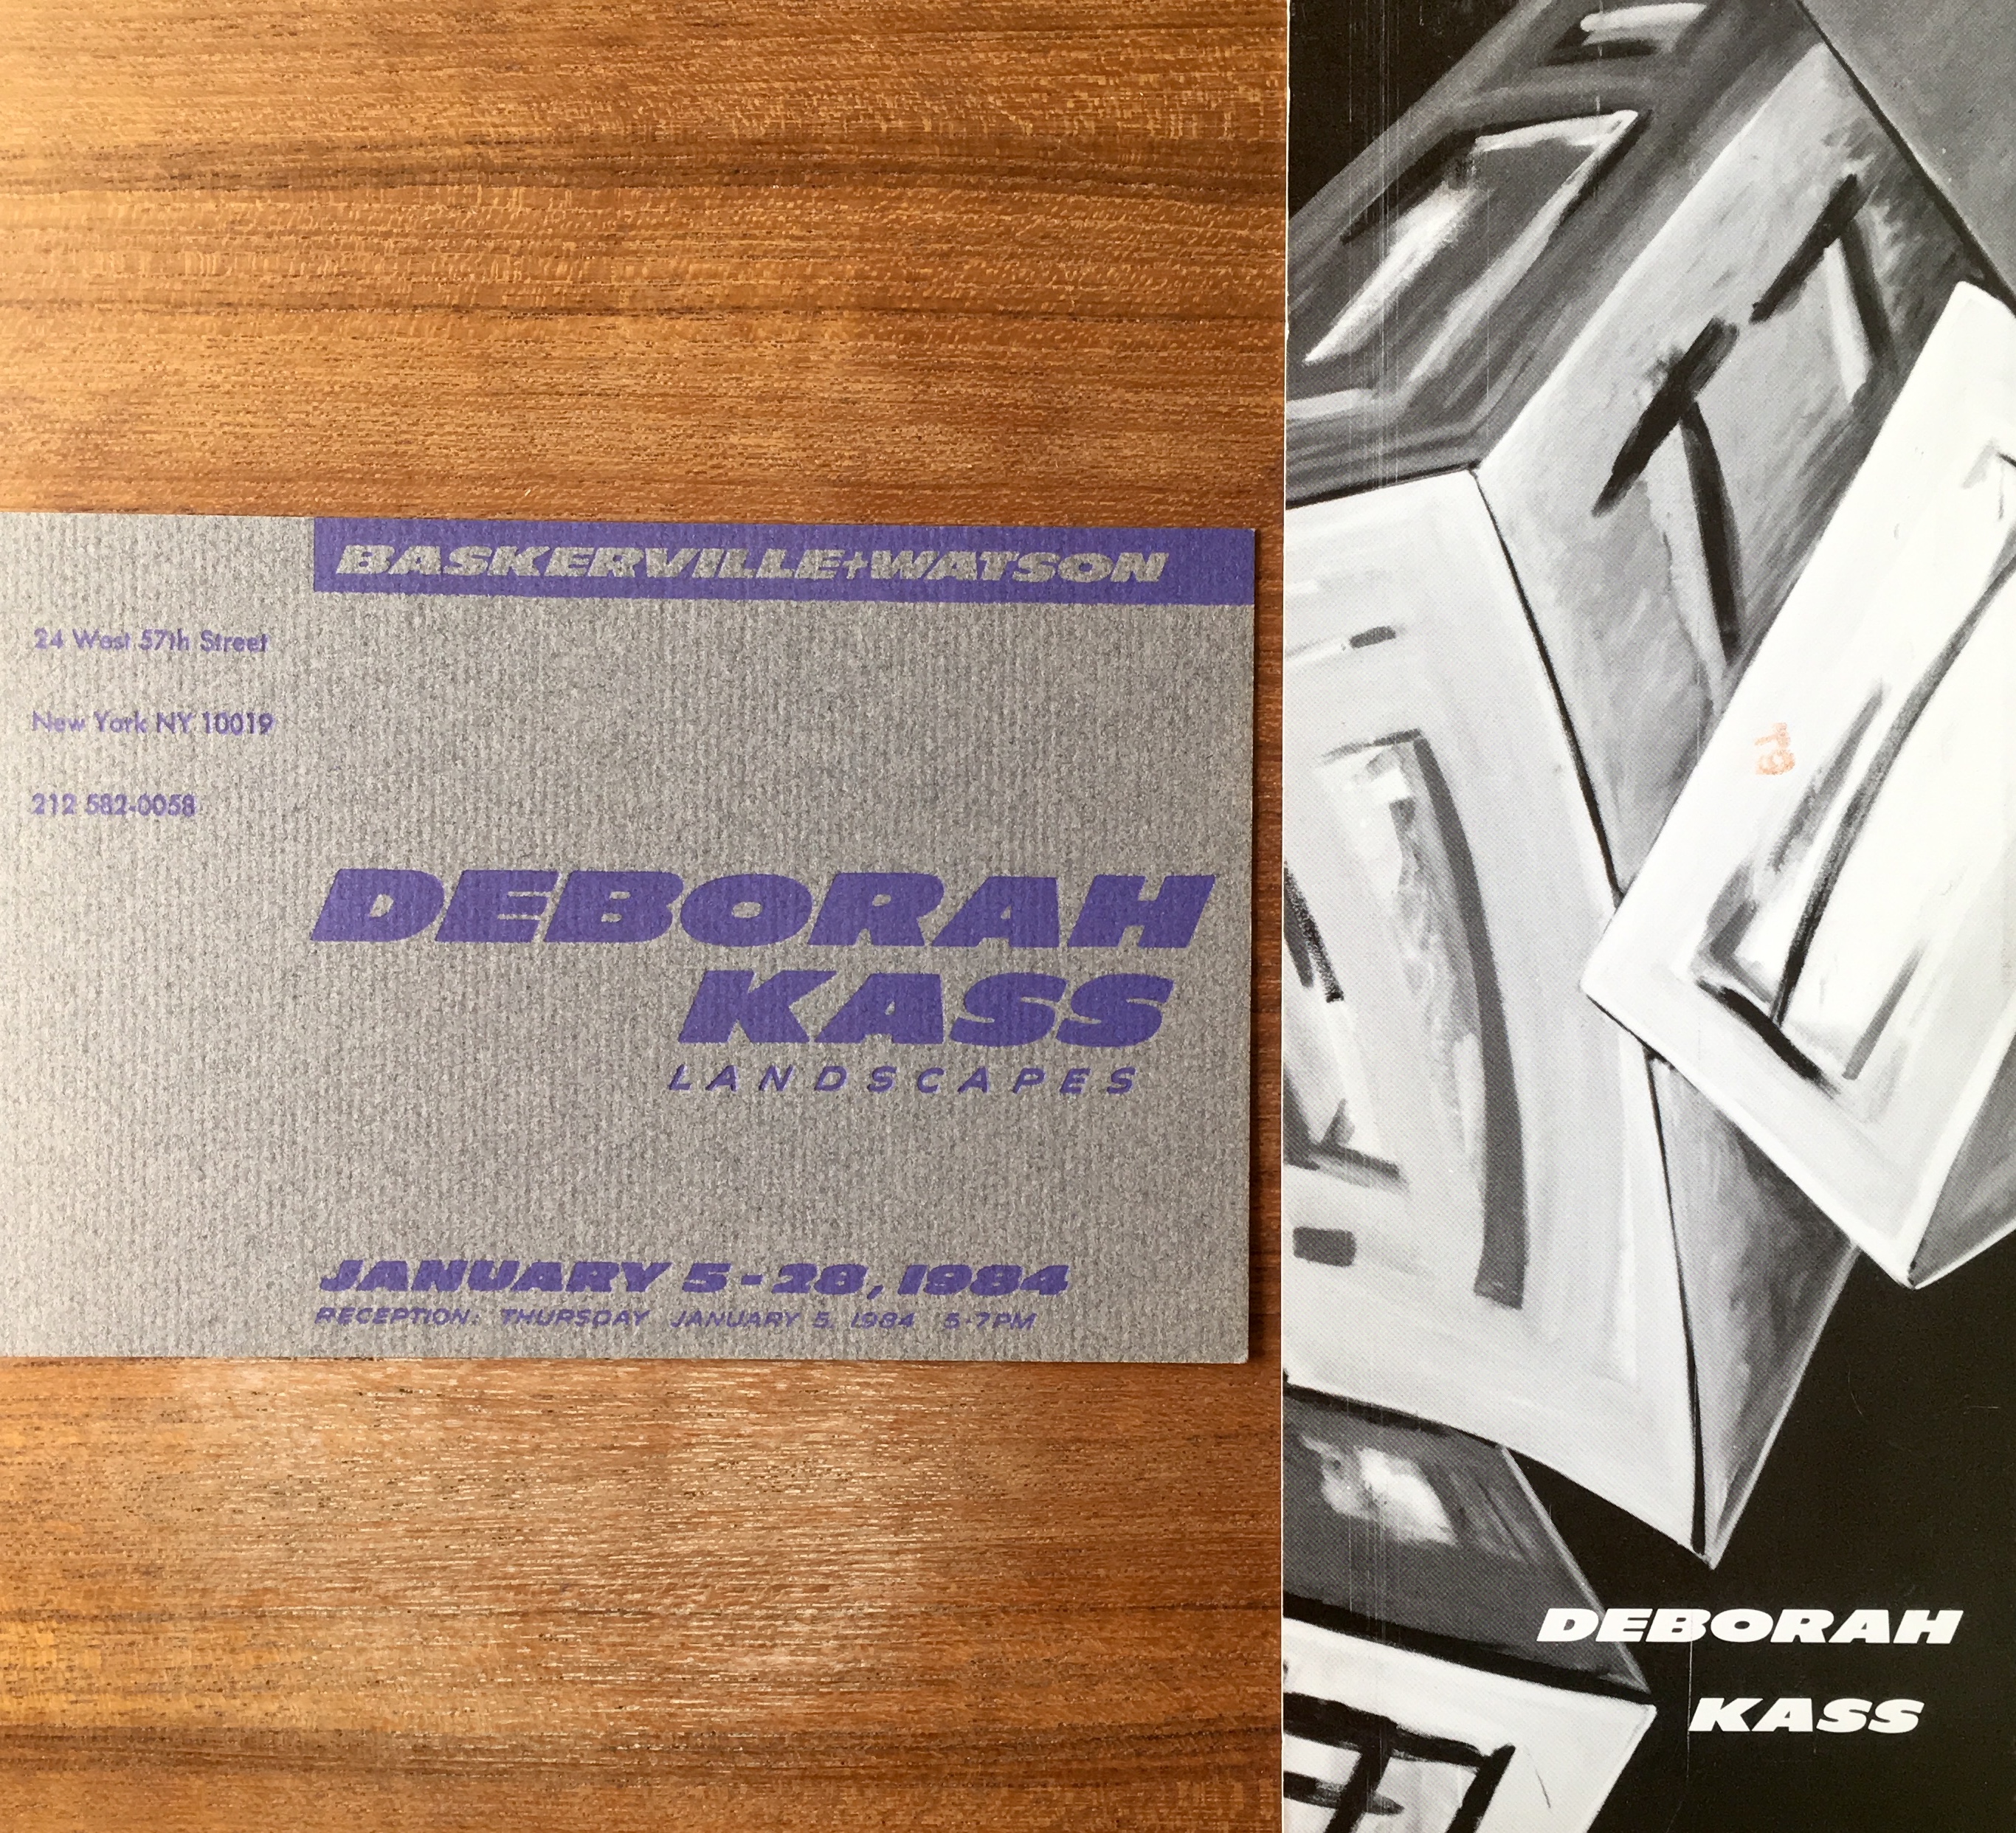 BASKERVILLE+WATSON
24 West 57th Street
New York NY 10019
212 582-0058
DEBORAH
KASS
LANDSCAPES
JANUARY 5-28, 1984
RECEPTION: THURSDAY JANUARY 5, 1984 5-7PM
DEBORAH
KASS